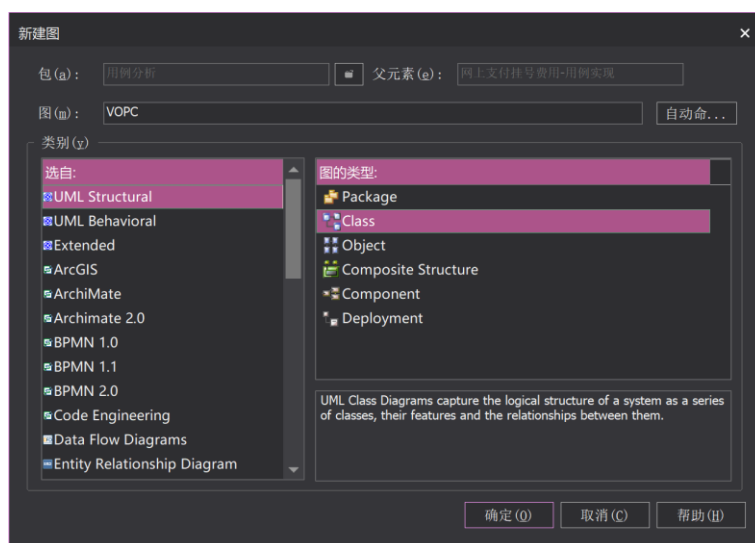 新建图
包(a): 用例分析 父元素(e): 网上支付挂号费用-用例实现
图(m): VOPC 自动命...
类别(y)
选自:
UML Structural
UML Behavioral
Extended
ArcGIS
ArchiMate
Archimate 2.0
BPMN 1.0
BPMN 1.1
BPMN 2.0
Code Engineering
Data Flow Diagrams
Entity Relationship Diagram
图的类型:
Package
Class
Object
Composite Structure
Component
Deployment
UML Class Diagrams capture the logical structure of a system as a series
of classes, their features and the relationships between them.
确定(O) 取消(C) 帮助(H)